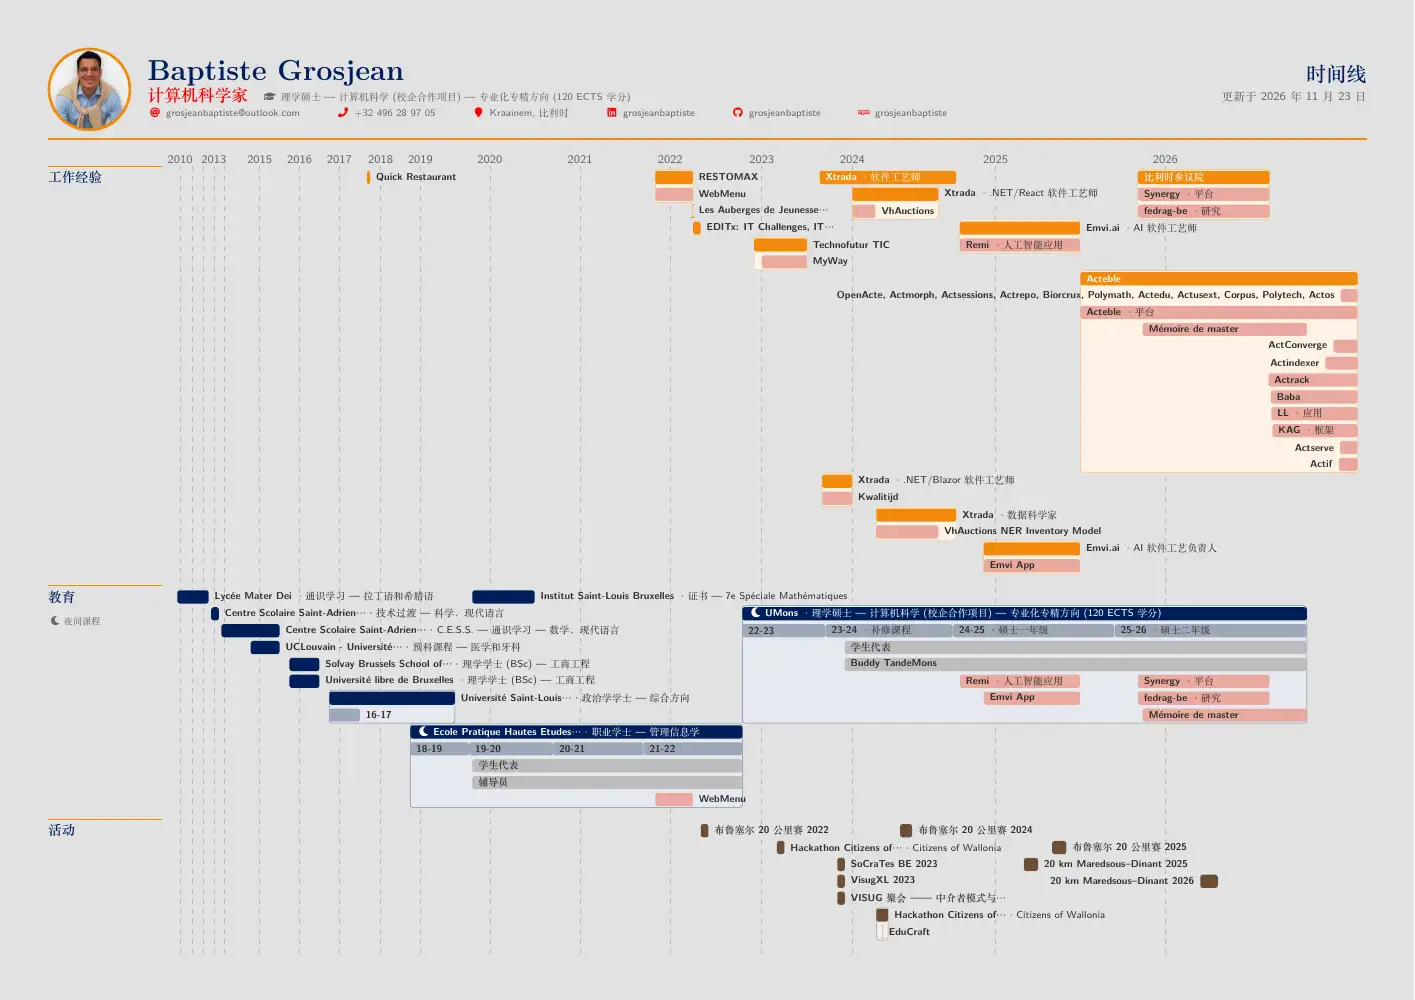 Baptiste Grosjean
时间线
计算机科学家 理学硕士 — 计算机科学 (校企合作项目) — 专业化专精方向 (120 ECTS 学分)
更新于 2026 年 11 月 23 日
grosjeanbaptiste@outlook.com +32 496 28 97 05 Kraainem, 比利时 grosjeanbaptiste grosjeanbaptiste grosjeanbaptiste
2010 2013 2015 2016 2017 2018 2019 2020 2021 2022 2023 2024 2025 2026
工作经验
Quick Restaurant RESTOMAX Xtrada · 软件工艺师 比利时参议院
WebMenu Xtrada · .NET/React 软件工艺师 Synergy · 平台
Les Auberges de Jeunesse··· VhAuctions fedrag-be · 研究
EDITx: IT Challenges, IT··· Emvi.ai · AI 软件工艺师
Technofutur TIC Remi · 人工智能应用
MyWay
Acteble
OpenActe, Actmorph, Actsessions, Actrepo, Biorcrux, Polymath, Actedu, Actusext, Corpus, Polytech, Actos
Acteble · 平台
Mémoire de master
ActConverge
Actindexer
Actrack
Baba
LL · 应用
KAG · 框架
Actserve
Actif
Xtrada · .NET/Blazor 软件工艺师
Kwalitijd
Xtrada · 数据科学家
VhAuctions NER Inventory Model
Emvi.ai · AI 软件工艺负责人
Emvi App
教育
夜间课程
Lycée Mater Dei · 通识学习 — 拉丁语和希腊语 Institut Saint-Louis Bruxelles · 证书 — 7e Spéciale Mathématiques
Centre Scolaire Saint-Adrien··· · 技术过渡 — 科学．现代语言 UMons · 理学硕士 — 计算机科学 (校企合作项目) — 专业化专精方向 (120 ECTS 学分)
Centre Scolaire Saint-Adrien··· · C.E.S.S. — 通识学习 — 数学．现代语言 22-23 23-24 · 补修课程 24-25 · 硕士一年级 25-26 · 硕士二年级
UCLouvain - Université··· · 预科课程 — 医学和牙科 学生代表
Solvay Brussels School of··· · 理学学士 (BSc) — 工商工程 Buddy TandeMons
Université libre de Bruxelles · 理学学士 (BSc) — 工商工程 Remi · 人工智能应用 Synergy · 平台
Université Saint-Louis··· · 政治学学士 — 综合方向 Emvi App fedrag-be · 研究
16-17 Mémoire de master
Ecole Pratique Hautes Etudes··· · 职业学士 — 管理信息学
18-19 19-20 20-21 21-22
学生代表
辅导员
WebMenu
活动
布鲁塞尔 20 公里赛 2022 布鲁塞尔 20 公里赛 2024
Hackathon Citizens of··· · Citizens of Wallonia 布鲁塞尔 20 公里赛 2025
SoCraTes BE 2023 20 km Maredsous–Dinant 2025
VisugXL 2023 20 km Maredsous–Dinant 2026
VISUG 聚会 —— 中介者模式与···
Hackathon Citizens of··· · Citizens of Wallonia
EduCraft